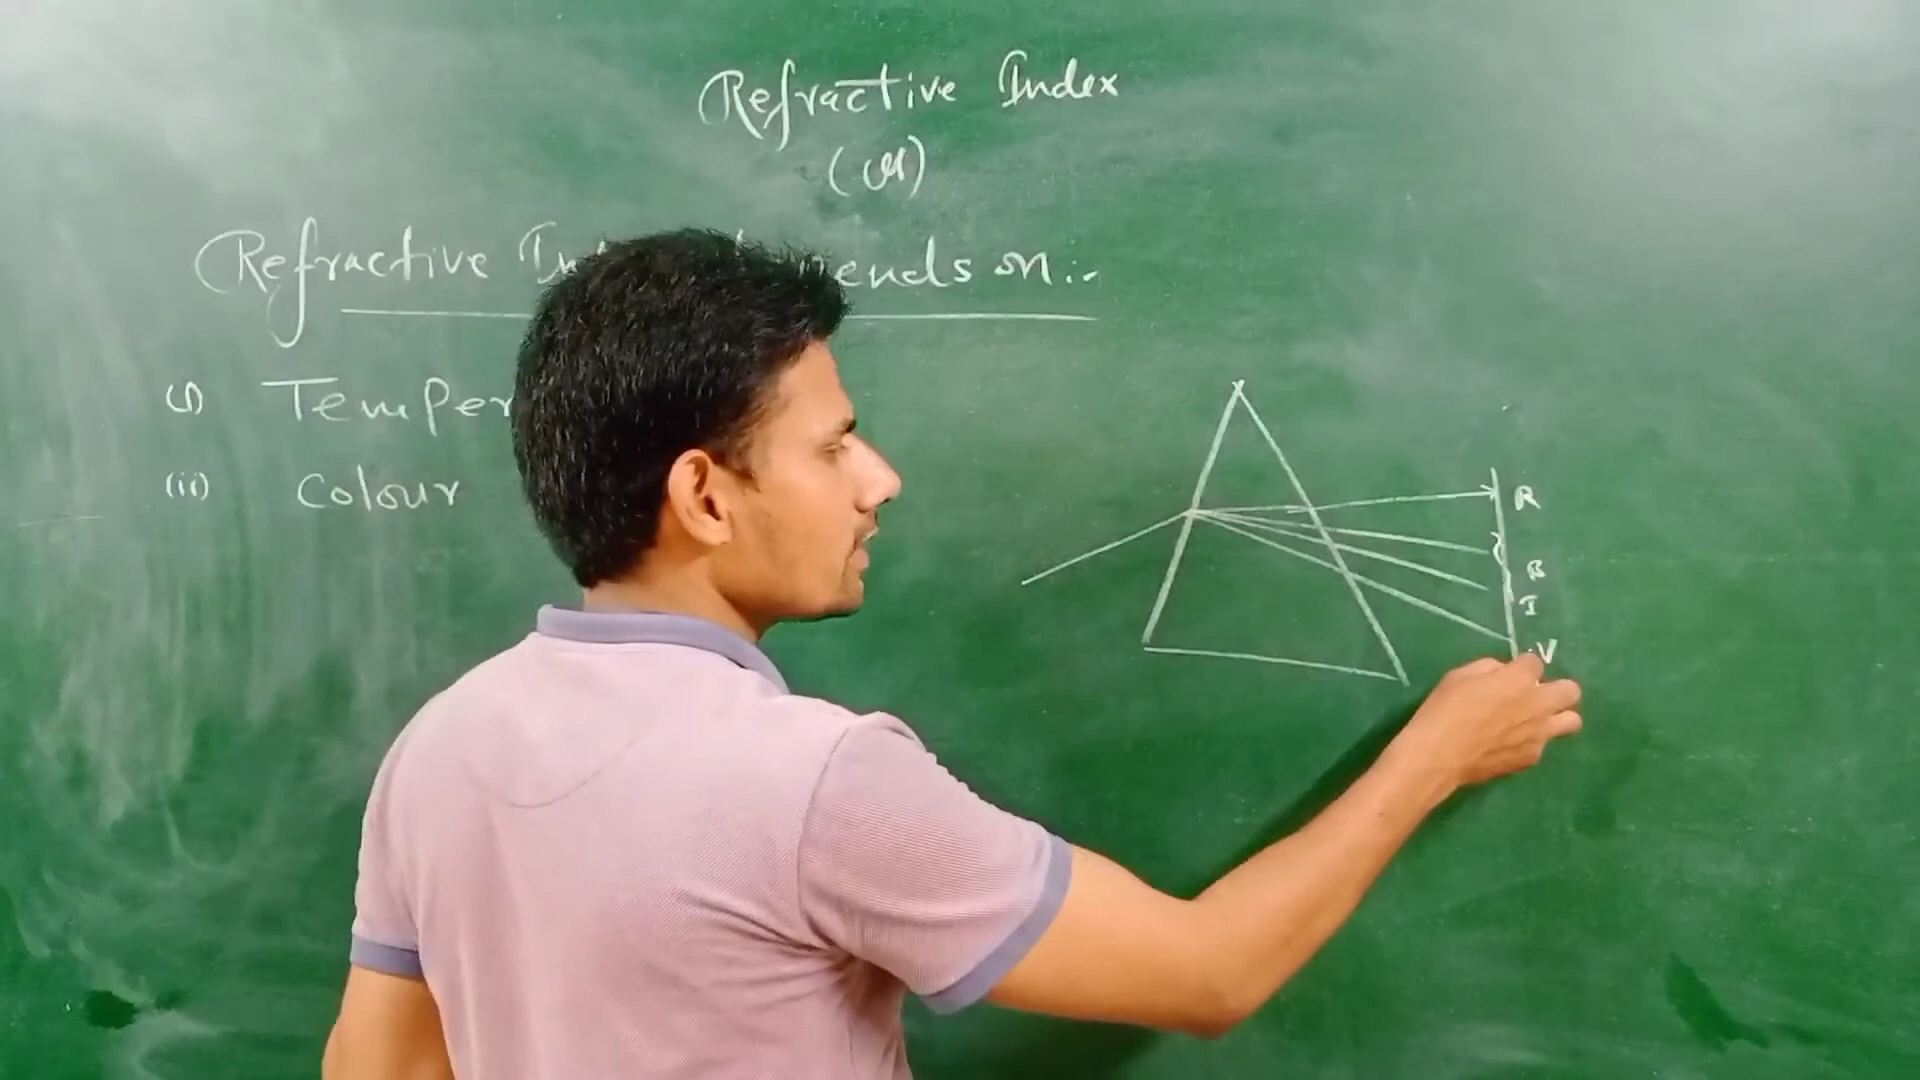 Refractive Index
(μ)
Refractive ends on:-
(i) Temper
(ii) Colour
R
B
I
V